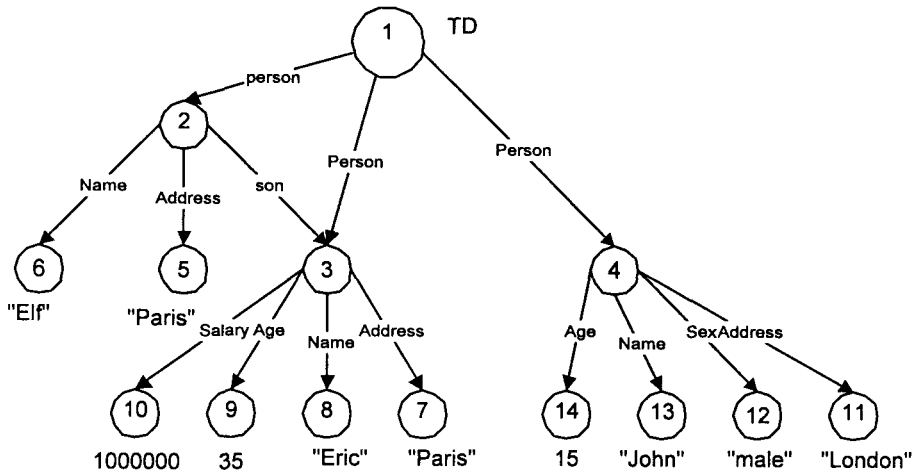 1 TD
person
2
Person
Person
Name
Address
son
6
5
3
4
"Elf"
"Paris"
Salary Age
Name
Address
Age
Name
SexAddress
10
9
8
7
14
13
12
11
1000000
35
"Eric"
"Paris"
15
"John"
"male"
"London"